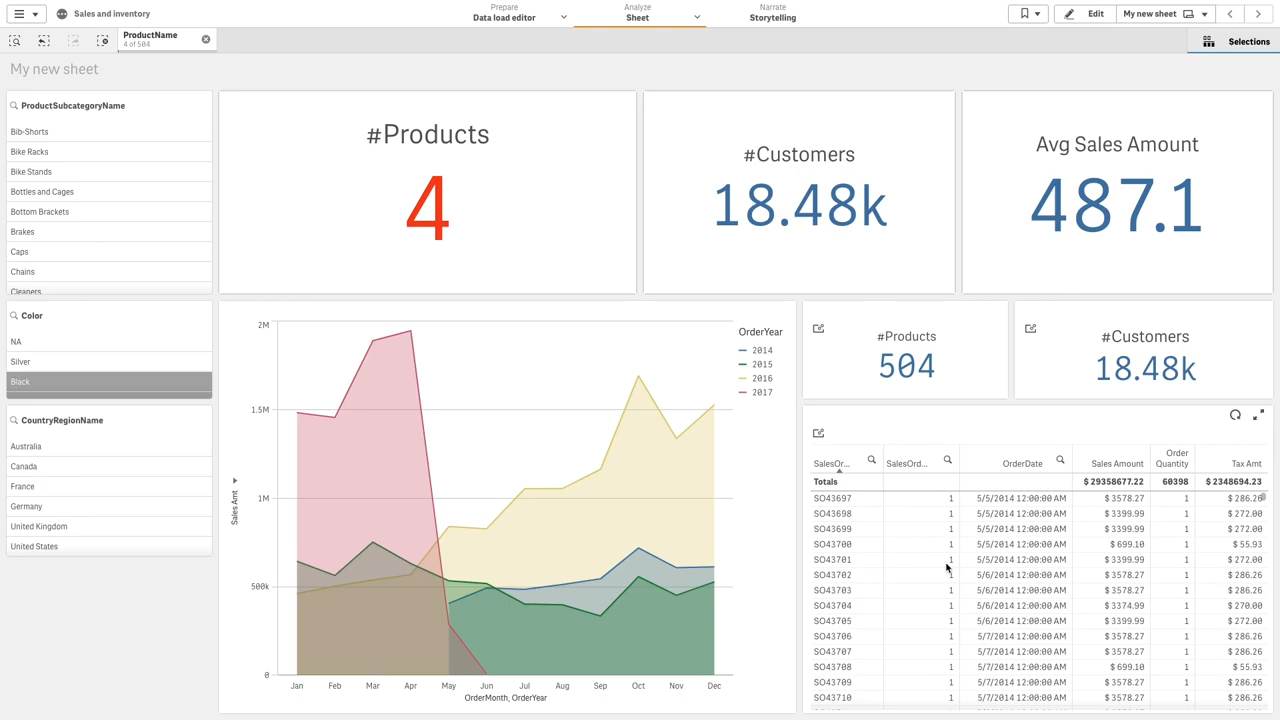 Sales and inventory
Prepare
Data load editor
Analyze
Sheet
Narrate
Storytelling
Edit
My new sheet
ProductName
4 of 504
Selections
My new sheet
ProductSubcategoryName
Bib-Shorts
Bike Racks
Bike Stands
Bottles and Cages
Bottom Brackets
Brakes
Caps
Chains
Cleaners
Color
NA
Silver
Black
CountryRegionName
Australia
Canada
France
Germany
United Kingdom
United States
#Products
4
#Customers
18.48k
Avg Sales Amount
487.1
Sales Amt
2M
1.5M
1M
500k
0
Jan Feb Mar Apr May Jun Jul Aug Sep Oct Nov Dec
OrderMonth, OrderYear
OrderYear
2014
2015
2016
2017
#Products
504
#Customers
18.48k
SalesOr... SalesOrd... OrderDate Sales Amount Order Quantity Tax Amt
Totals $ 29358677.22 60398 $ 2348694.23
SO43697 1 5/5/2014 12:00:00 AM $ 3578.27 1 $ 286.26
SO43698 1 5/5/2014 12:00:00 AM $ 3399.99 1 $ 272.00
SO43699 1 5/5/2014 12:00:00 AM $ 3399.99 1 $ 272.00
SO43700 1 5/5/2014 12:00:00 AM $ 699.10 1 $ 55.93
SO43701 1 5/5/2014 12:00:00 AM $ 3399.99 1 $ 272.00
SO43702 1 5/6/2014 12:00:00 AM $ 3578.27 1 $ 286.26
SO43703 1 5/6/2014 12:00:00 AM $ 3578.27 1 $ 286.26
SO43704 1 5/6/2014 12:00:00 AM $ 3374.99 1 $ 270.00
SO43705 1 5/6/2014 12:00:00 AM $ 3399.99 1 $ 272.00
SO43706 1 5/7/2014 12:00:00 AM $ 3578.27 1 $ 286.26
SO43707 1 5/7/2014 12:00:00 AM $ 3578.27 1 $ 286.26
SO43708 1 5/7/2014 12:00:00 AM $ 699.10 1 $ 55.93
SO43709 1 5/7/2014 12:00:00 AM $ 3578.27 1 $ 286.26
SO43710 1 5/7/2014 12:00:00 AM $ 3578.27 1 $ 286.26